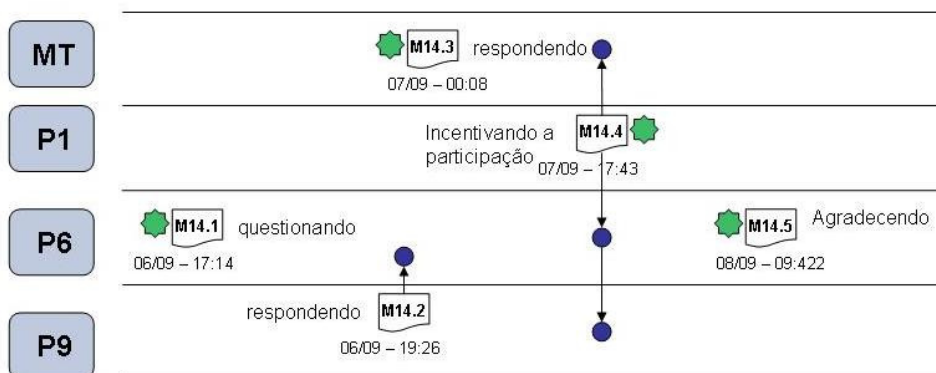 MT
M14.3 respondendo
07/09 – 00:08
P1
Incentivando a
participação
M14.4
07/09 – 17:43
P6
M14.1 questionando
06/09 – 17:14
M14.5 Agradecendo
08/09 – 09:422
P9
respondendo M14.2
06/09 – 19:26